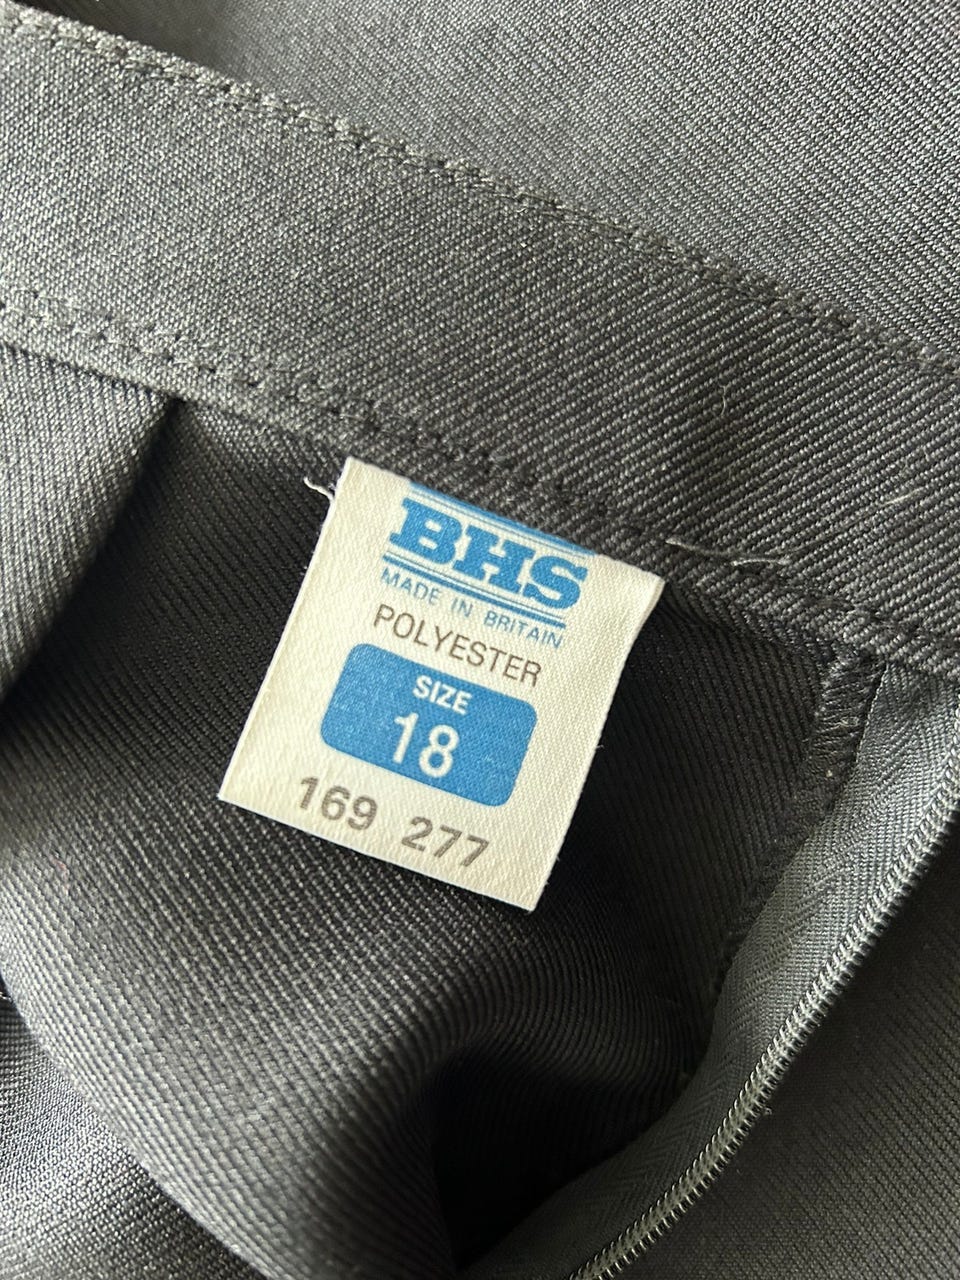 BHS
MADE IN BRITAIN
POLYESTER
SIZE
18
169 277